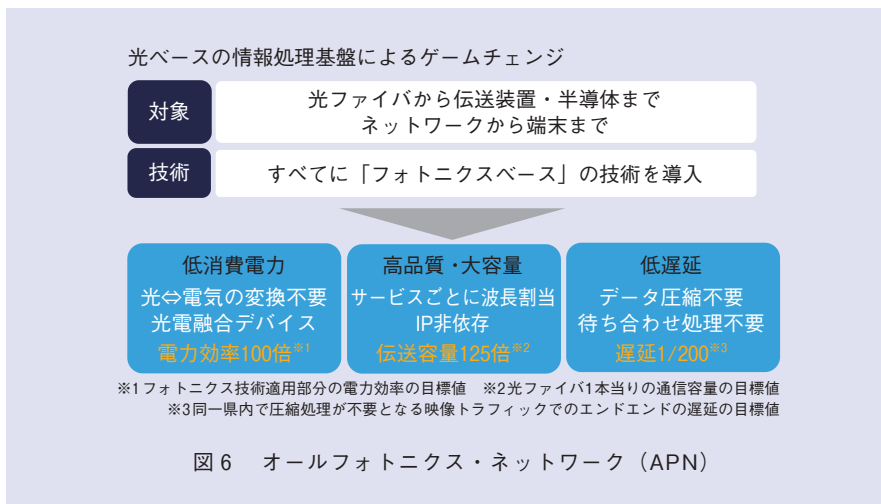 光ベースの情報処理基盤によるゲームチェンジ
対象
光ファイバから伝送装置・半導体まで
ネットワークから端末まで
技術
すべてに「フォトニクスベース」の技術を導入
低消費電力
光⇔電気の変換不要
光電融合デバイス
電力効率100倍※1
高品質・大容量
サービスごとに波長割当
IP非依存
伝送容量125倍※2
低遅延
データ圧縮不要
待ち合わせ処理不要
遅延1/200※3
※1フォトニクス技術適用部分の電力効率の目標値 ※2光ファイバ1本当りの通信容量の目標値
※3同一県内で圧縮処理が不要となる映像トラフィックでのエンドエンドの遅延の目標値
図6 オールフォトニクス・ネットワーク(APN)